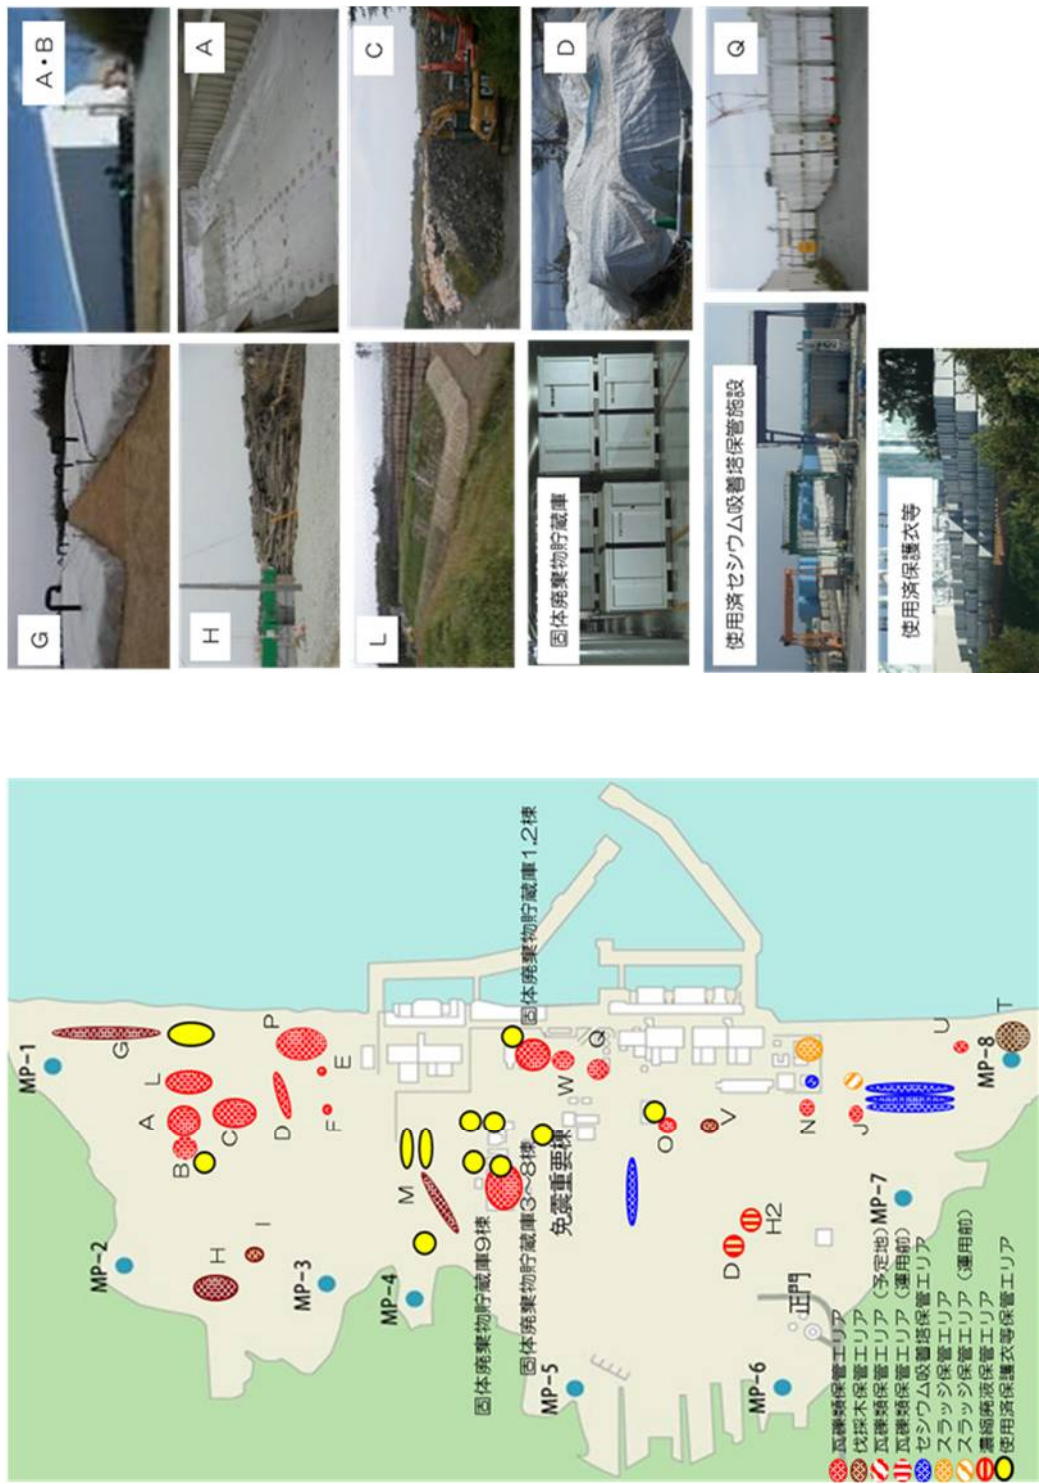 MP-1
MP-2
MP-3
MP-4
MP-5
MP-6
MP-7
MP-8
G
L
P
A
B
C
D
E
F
H
I
M
W
Q
O
V
N
J
U
T
D
H2
固体廃棄物貯蔵庫1,2棟
固体廃棄物貯蔵庫9棟
固体廃棄物貯蔵庫3~8棟
免震重要棟
正門
瓦礫類保管エリア
伐採木保管エリア
瓦礫類保管エリア(予定地)
瓦礫類保管エリア(運用前)
セシウム吸着塔保管エリア
スラッジ保管エリア
スラッジ保管エリア(運用前)
濃縮廃液保管エリア
使用済保護衣等保管エリア
G
A・B
H
A
L
C
固体廃棄物貯蔵庫
D
使用済セシウム吸着塔保管施設
Q
使用済保護衣等